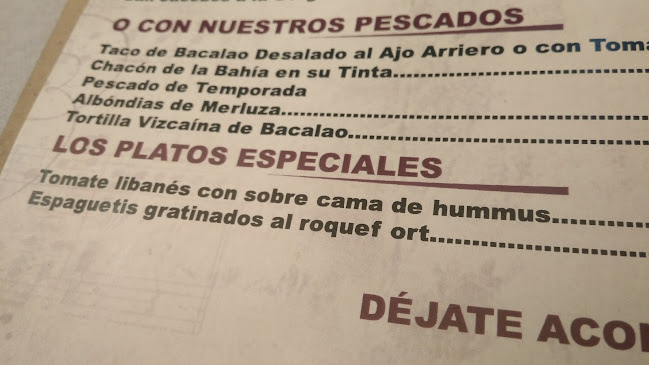 O CON NUESTROS PESCADOS
Taco de Bacalao Desalado al Ajo Arriero o con
Chacón de la Bahía en su Tinta
Pescado de Temporada
Albóndias de Merluza
Tortilla Vizcaína de Bacalao
LOS PLATOS ESPECIALES
Tomate libanés con sobre cama de hummus
Espaguetis gratinados al roquef ort
DÉJATE